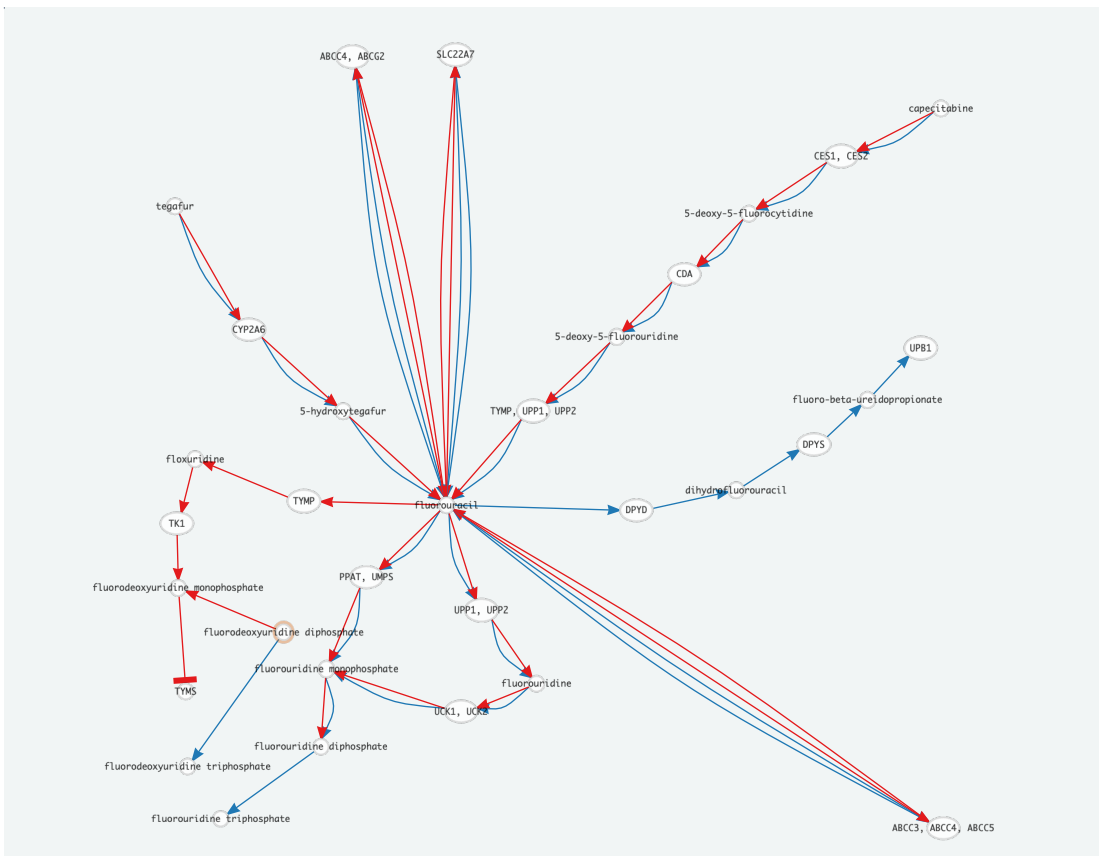 ABCC4, ABCG2
SLC22A7
capecitabine
CES1, CES2
tegafur
5-deoxy-5-fluorocytidine
CDA
CYP2A6
5-deoxy-5-fluorouridine
UPB1
fluoro-beta-ureidopropionate
5-hydroxytegafur
TYMP, UPP1, UPP2
DPYS
floxuridine
dihydrofluorouracil
TYMP
fluorouracil
DPYD
TK1
PPAT, UMPS
fluorodeoxyuridine monophosphate
UPP1, UPP2
fluorodeoxyuridine diphosphate
fluorouridine monophosphate
fluorouridine
TYMS
UCK1, UCK2
fluorouridine diphosphate
fluorodeoxyuridine triphosphate
fluorouridine triphosphate
ABCC3, ABCC4, ABCC5